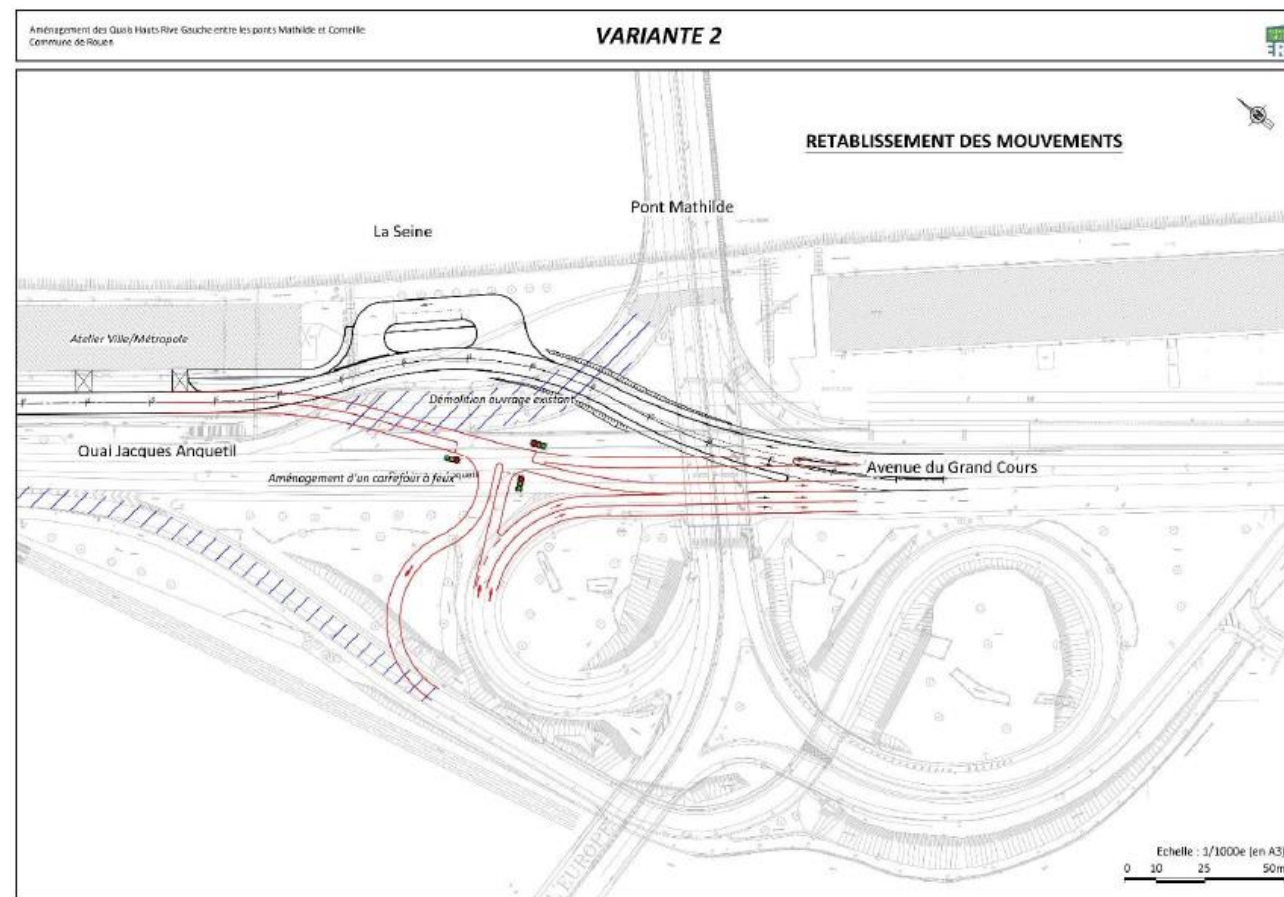 Aménagement des Quais Hauts Rive Gauche entre les ponts Mathilde et Corneille
Commune de Rouen
VARIANTE 2
RETABLISSEMENT DES MOUVEMENTS
Pont Mathilde
La Seine
Atelier Ville/Métropole
Démolition ouvrage existant
Quai Jacques Anquetil
Avenue du Grand Cours
Aménagement d'un carrefour à feux
EUROPE
Echelle : 1/1000e (en A3)
0 10 25 50m